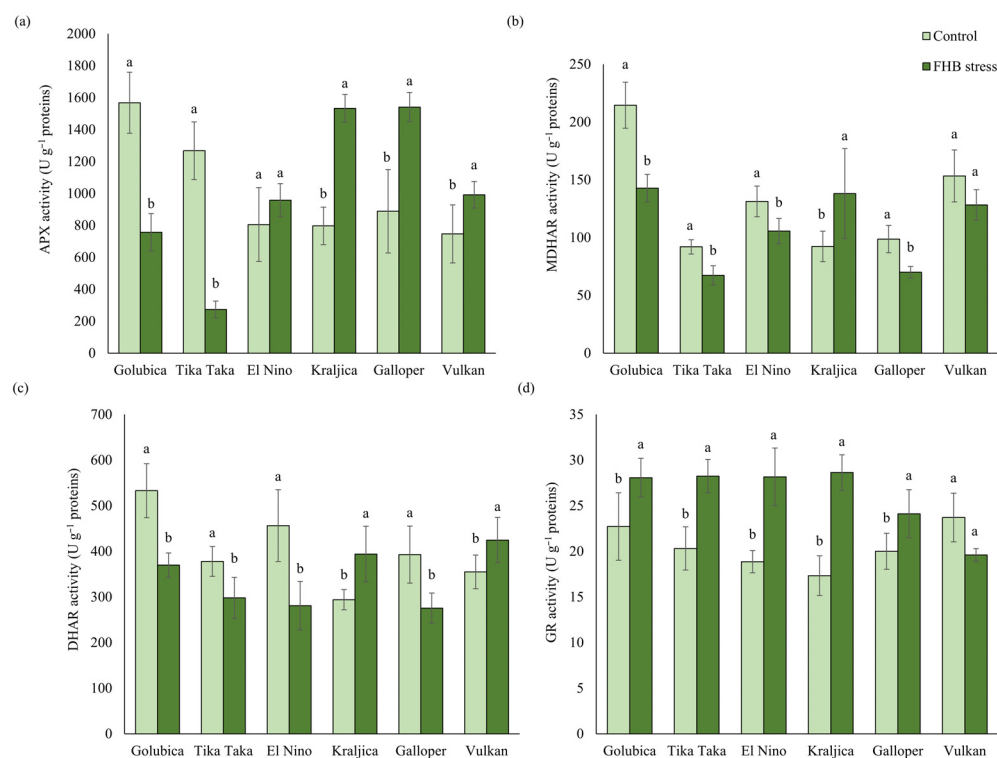 (a)
APX activity (U g⁻¹ proteins)
2000
1800
1600
1400
1200
1000
800
600
400
200
0
a b a b a a b a b a b a
Golubica Tika Taka El Nino Kraljica Galloper Vulkan
(b)
Control
FHB stress
MDHAR activity (U g⁻¹ proteins)
250
200
150
100
50
0
a b a b a b b a a b a a
Golubica Tika Taka El Nino Kraljica Galloper Vulkan
(c)
DHAR activity (U g⁻¹ proteins)
700
600
500
400
300
200
100
0
a b a b a b b a a b b a
Golubica Tika Taka El Nino Kraljica Galloper Vulkan
(d)
GR activity (U g⁻¹ proteins)
35
30
25
20
15
10
5
0
b a b a b a b a b a a a
Golubica Tika Taka El Nino Kraljica Galloper Vulkan